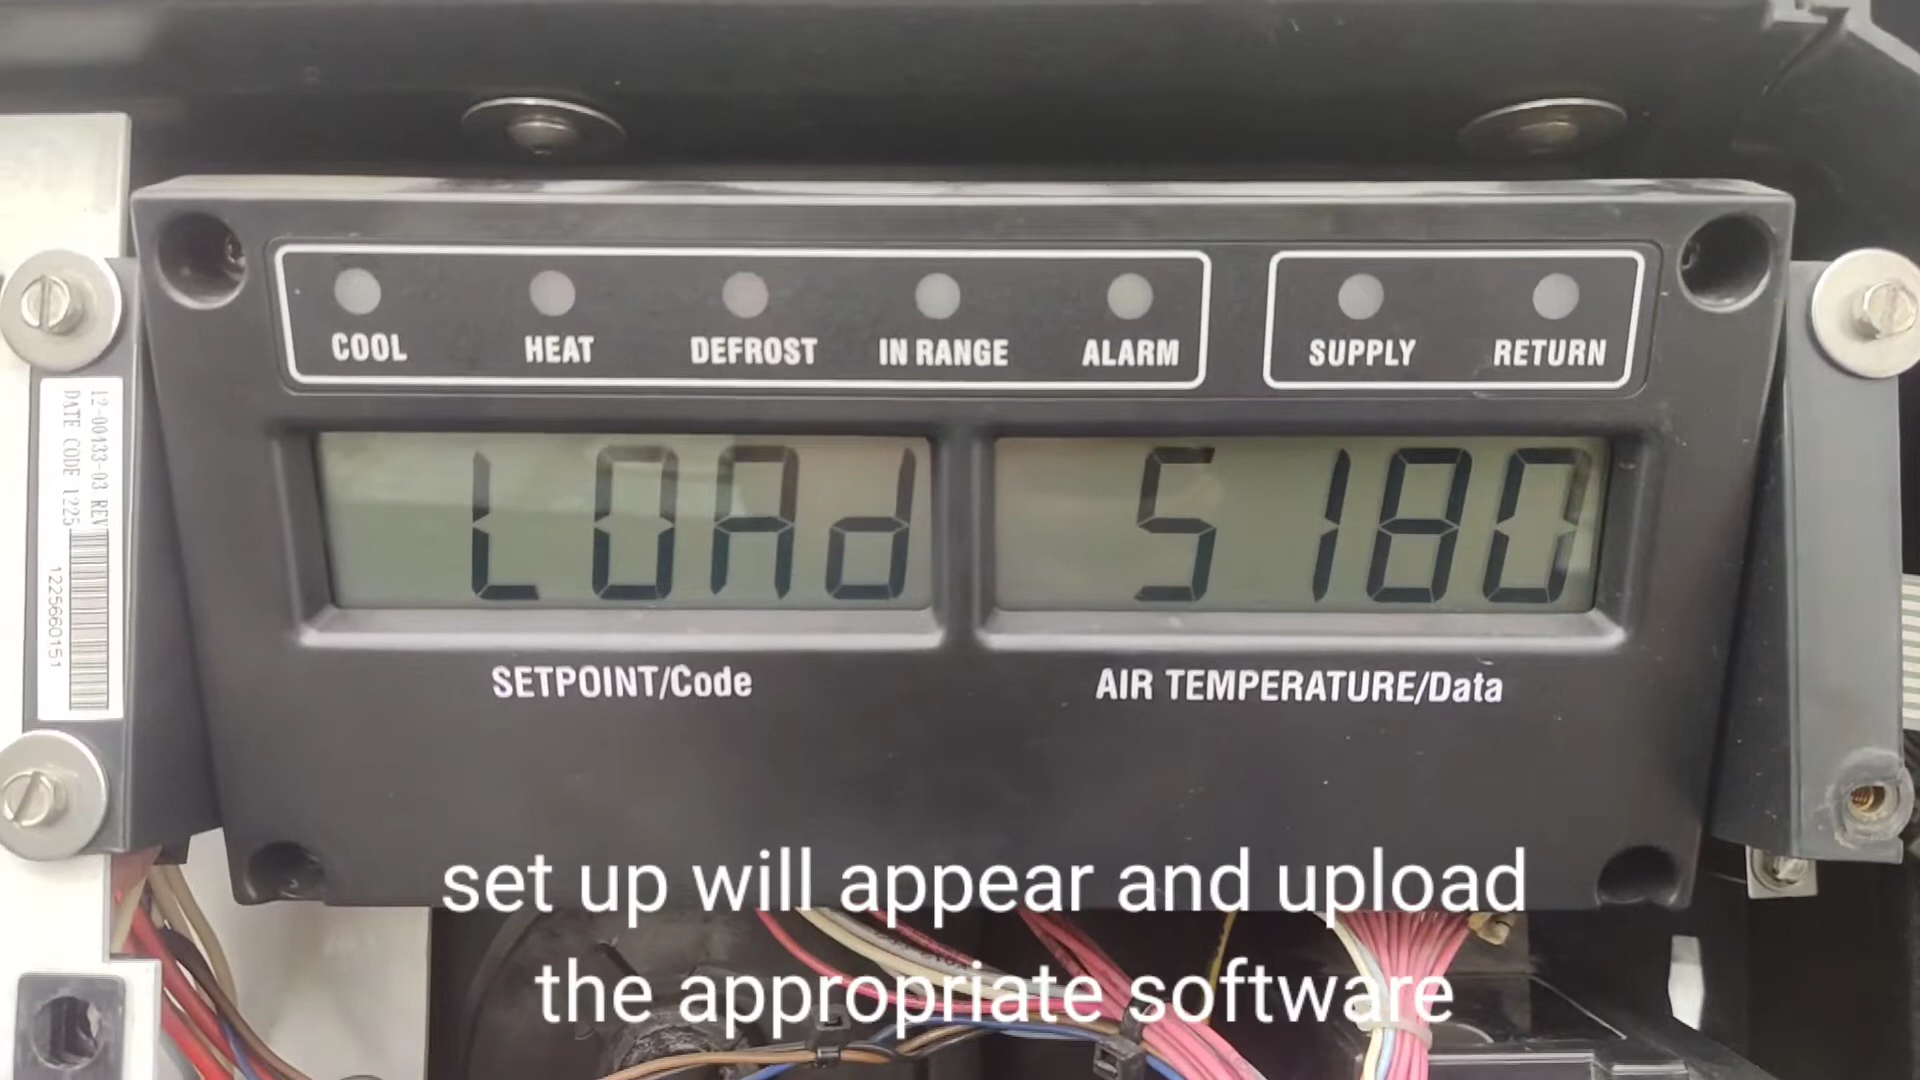 COOL HEAT DEFROST IN RANGE ALARM SUPPLY RETURN
LOAd 5180
SETPOINT/Code AIR TEMPERATURE/Data
12-00433-03 REV
DATE CODE 1225
1225660151
set up will appear and upload
the appropriate software